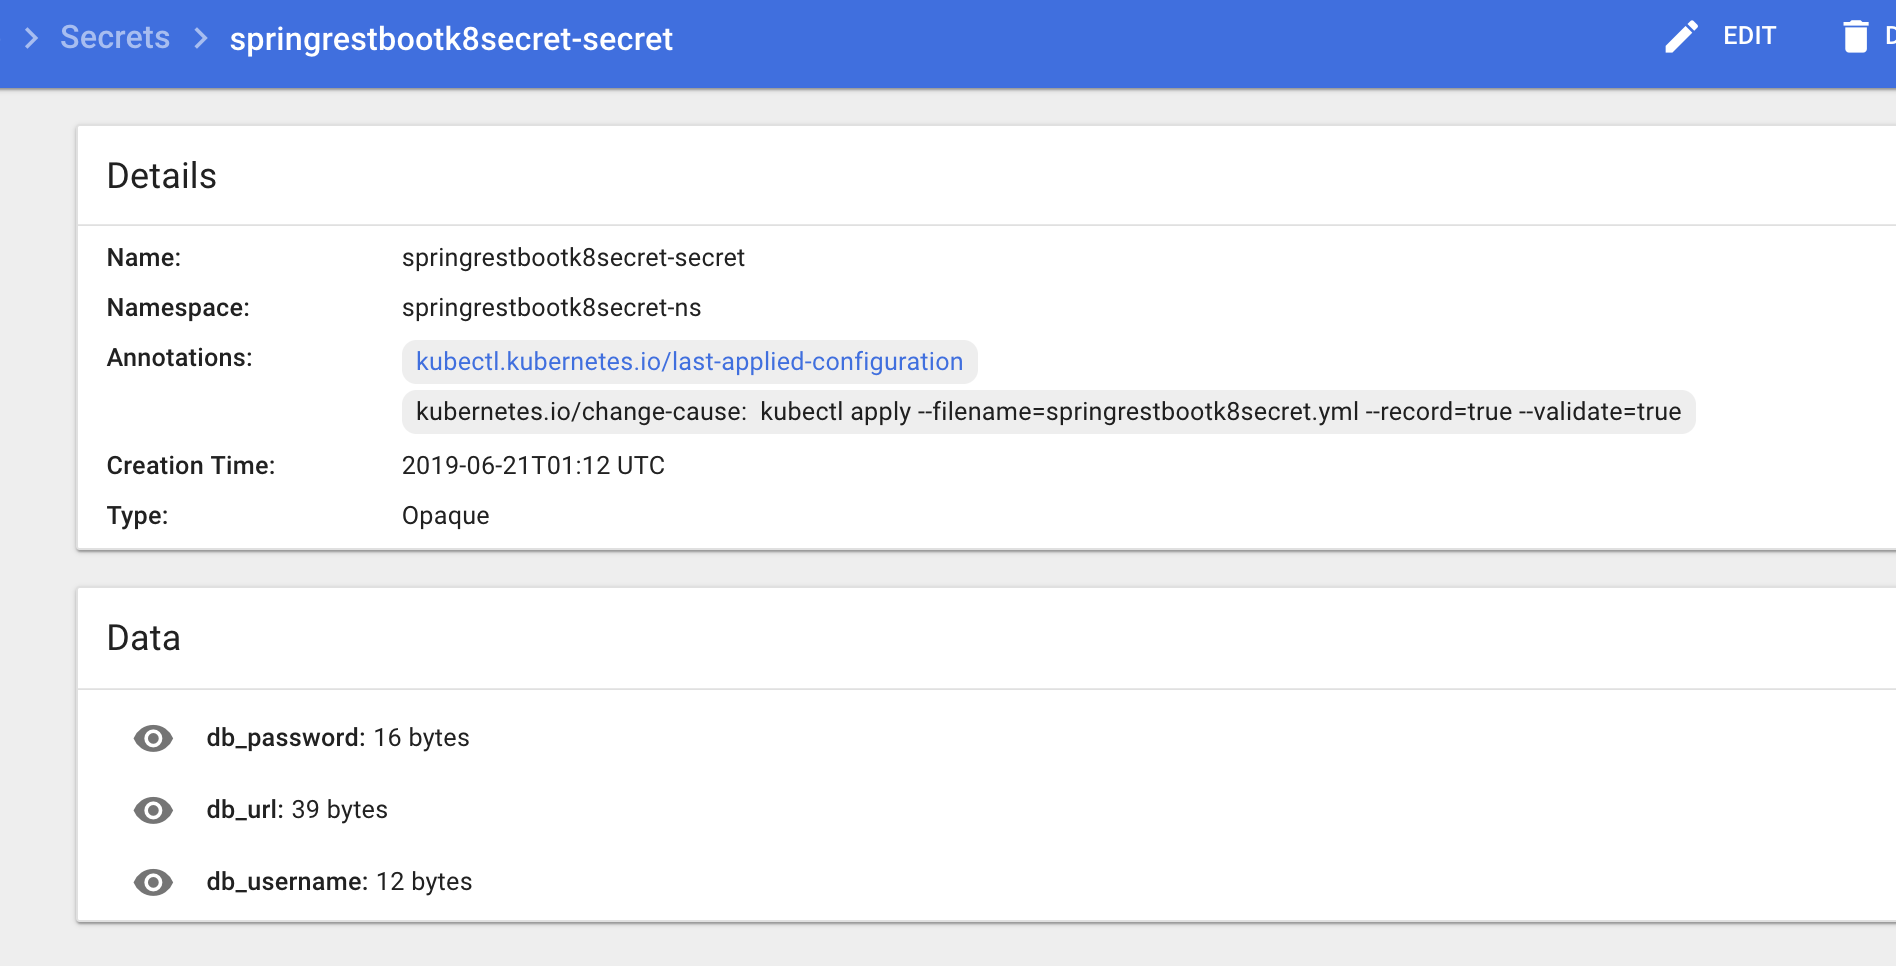 Secrets springrestbootk8secret-secret EDIT
Details
Name: springrestbootk8secret-secret
Namespace: springrestbootk8secret-ns
Annotations: kubectl.kubernetes.io/last-applied-configuration
kubernetes.io/change-cause: kubectl apply --filename=springrestbootk8secret.yml --record=true --validate=true
Creation Time: 2019-06-21T01:12 UTC
Type: Opaque
Data
db_password: 16 bytes
db_url: 39 bytes
db_username: 12 bytes